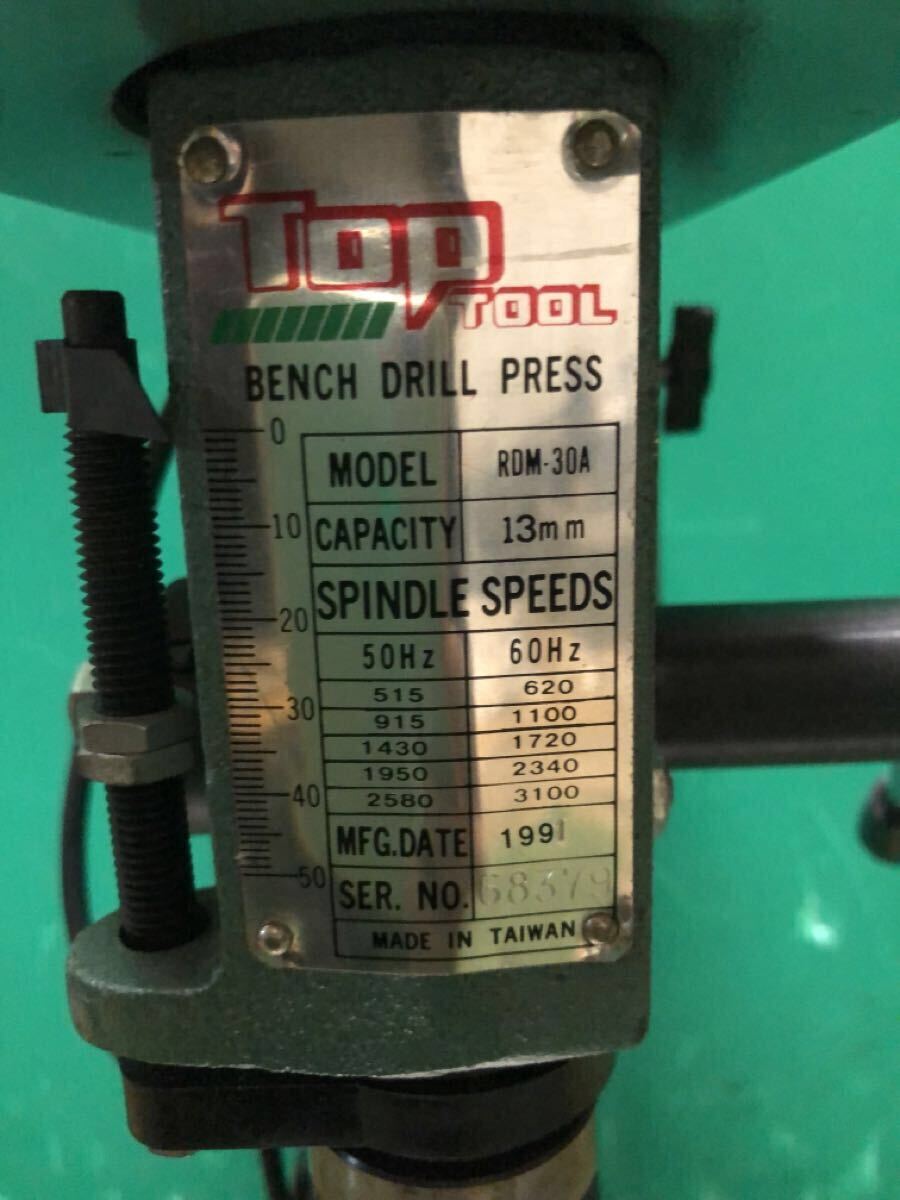 TOP TOOL
BENCH DRILL PRESS
0
10
20
30
40
50
MODEL RDM-30A
CAPACITY 13mm
SPINDLE SPEEDS
50Hz 60Hz
515 620
915 1100
1430 1720
1950 2340
2580 3100
MFG.DATE 1991
SER. NO. 68379
MADE IN TAIWAN